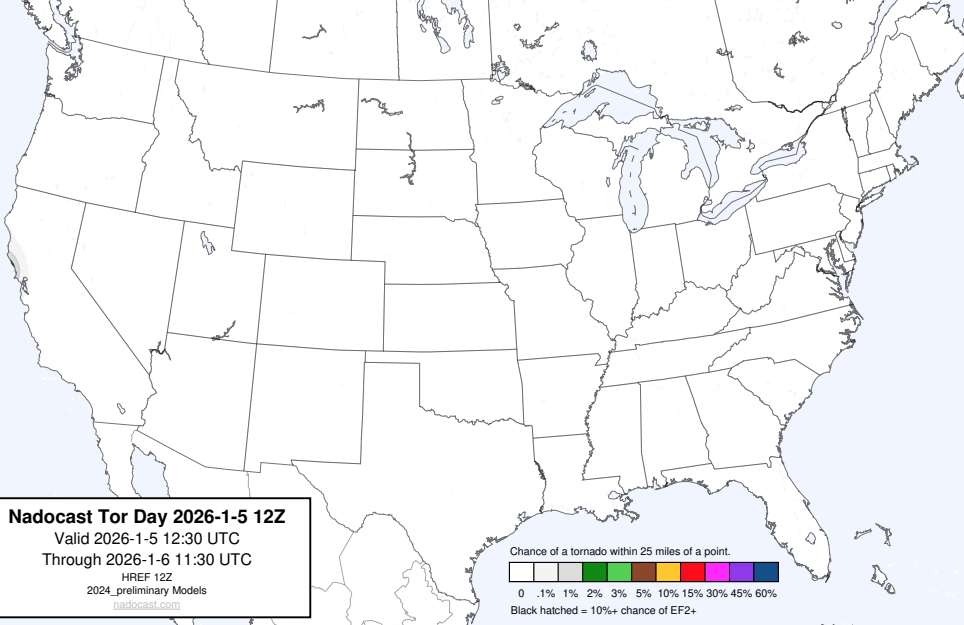 Nadocast Tor Day 2026-1-5 12Z
Valid 2026-1-5 12:30 UTC
Through 2026-1-6 11:30 UTC
HREF 12Z
2024_preliminary Models
nadocast.com
Chance of a tornado within 25 miles of a point.
0 .1% 1% 2% 3% 5% 10% 15% 30% 45% 60%
Black hatched = 10%+ chance of EF2+